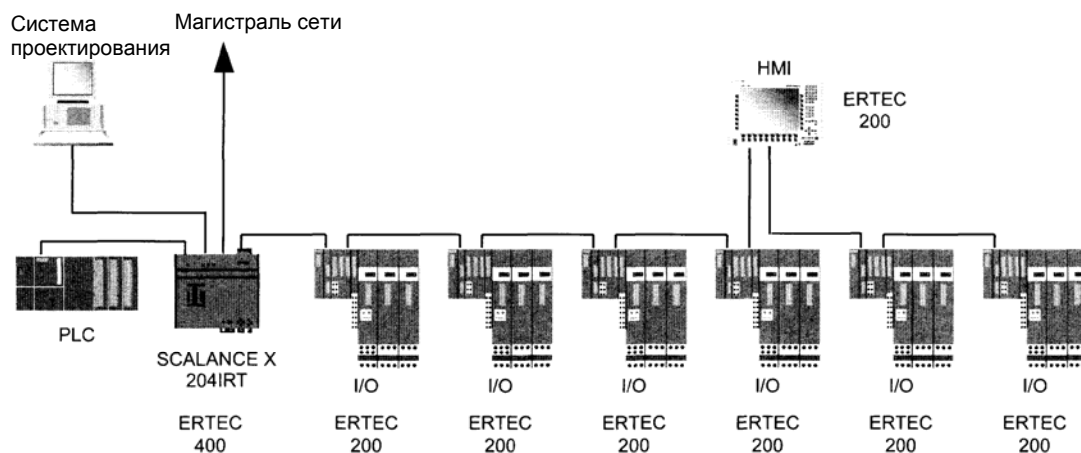 Система
проектирования
Магистраль сети
HMI
ERTEC
200
PLC
SCALANCE X
204IRT
ERTEC
400
I/O
I/O
I/O
I/O
I/O
I/O
ERTEC
200
ERTEC
200
ERTEC
200
ERTEC
200
ERTEC
200
ERTEC
200